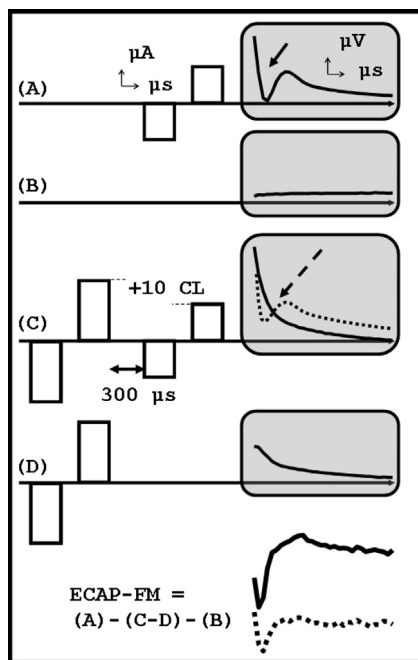 μA
μV
μs
μs
(A)
(B)
+10 CL
(C)
300 μs
(D)
ECAP-FM =
(A)-(C-D)-(B)